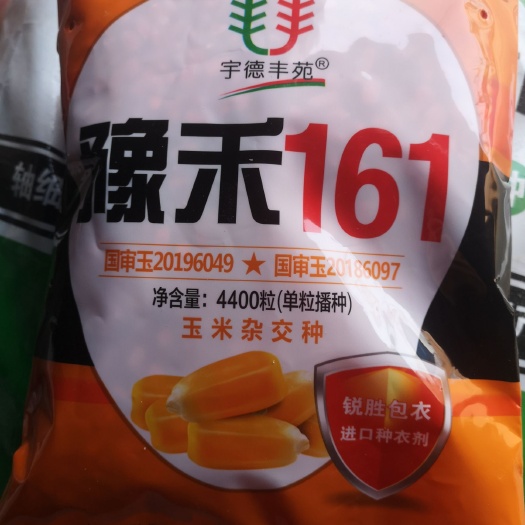 宇德丰苑®
豫禾161
国审玉20196049 ★ 国审玉20186097
净含量：4400粒(单粒播种)
玉米杂交种
锐胜包衣
进口种衣剂